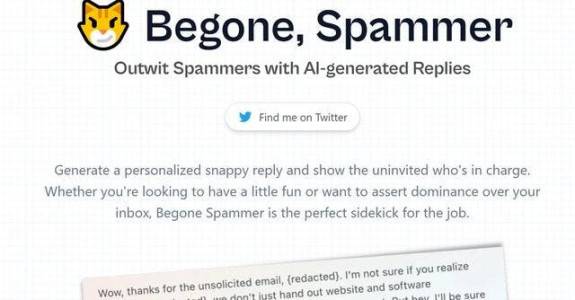 Begone, Spammer
Outwit Spammers with AI-generated Replies
Find me on Twitter
Generate a personalized snappy reply and show the uninvited who's in charge.
Whether you're looking to have a little fun or want to assert dominance over your
inbox, Begone Spammer is the perfect sidekick for the job.
Wow, thanks for the unsolicited email, {redacted}. I'm not sure if you realize
we don't just hand out website and software
But hey, I'll be sure